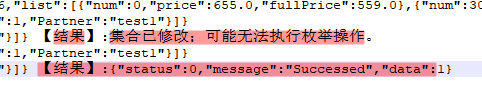 6,"list":[{"num":0,"price":655.0,"fullPrice":559.0},{"num":30
:1,"Partner":"test1"}]}
"}]} 【结果】:集合已修改;可能无法执行枚举操作。
:1,"Partner":"test1"}]}
"}]} 【结果】:{"status":0,"message":"Successed","data":1}